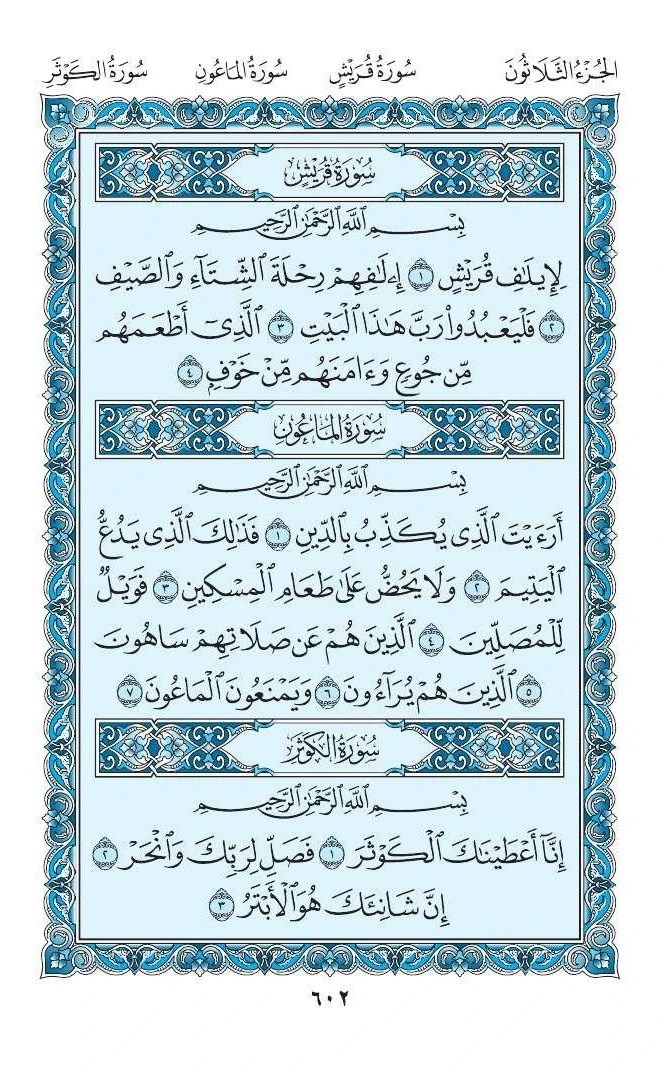 الجُزْءُ الثَّلَاثُونَ سُورَةُ قُرَيْشٍ سُورَةُ المَاعُونِ سُورَةُ الكَوْثَرِ
سُورَةُ قُرَيْشٍ
بِسْمِ ٱللَّهِ ٱلرَّحْمَٰنِ ٱلرَّحِيمِ
لِإِيلَٰفِ قُرَيْشٍ ١ إِۦلَٰفِهِمْ رِحْلَةَ ٱلشِّتَآءِ وَٱلصَّيْفِ
٢ فَلْيَعْبُدُوا۟ رَبَّ هَٰذَا ٱلْبَيْتِ ٣ ٱلَّذِىٓ أَطْعَمَهُم
مِّن جُوعٍ وَءَامَنَهُم مِّنْ خَوْفٍۭ ٤
سُورَةُ المَاعُونِ
بِسْمِ ٱللَّهِ ٱلرَّحْمَٰنِ ٱلرَّحِيمِ
أَرَءَيْتَ ٱلَّذِى يُكَذِّبُ بِٱلدِّينِ ١ فَذَٰلِكَ ٱلَّذِى يَدُعُّ
ٱلْيَتِيمَ ٢ وَلَا يَحُضُّ عَلَىٰ طَعَامِ ٱلْمِسْكِينِ ٣ فَوَيْلٌ
لِّلْمُصَلِّينَ ٤ ٱلَّذِينَ هُمْ عَن صَلَاتِهِمْ سَاهُونَ
٥ ٱلَّذِينَ هُمْ يُرَآءُونَ ٦ وَيَمْنَعُونَ ٱلْمَاعُونَ ٧
سُورَةُ الكَوْثَرِ
بِسْمِ ٱللَّهِ ٱلرَّحْمَٰنِ ٱلرَّحِيمِ
إِنَّآ أَعْطَيْنَٰكَ ٱلْكَوْثَرَ ١ فَصَلِّ لِرَبِّكَ وَٱنْحَرْ ٢
إِنَّ شَانِئَكَ هُوَ ٱلْأَبْتَرُ ٣
٦٠٢